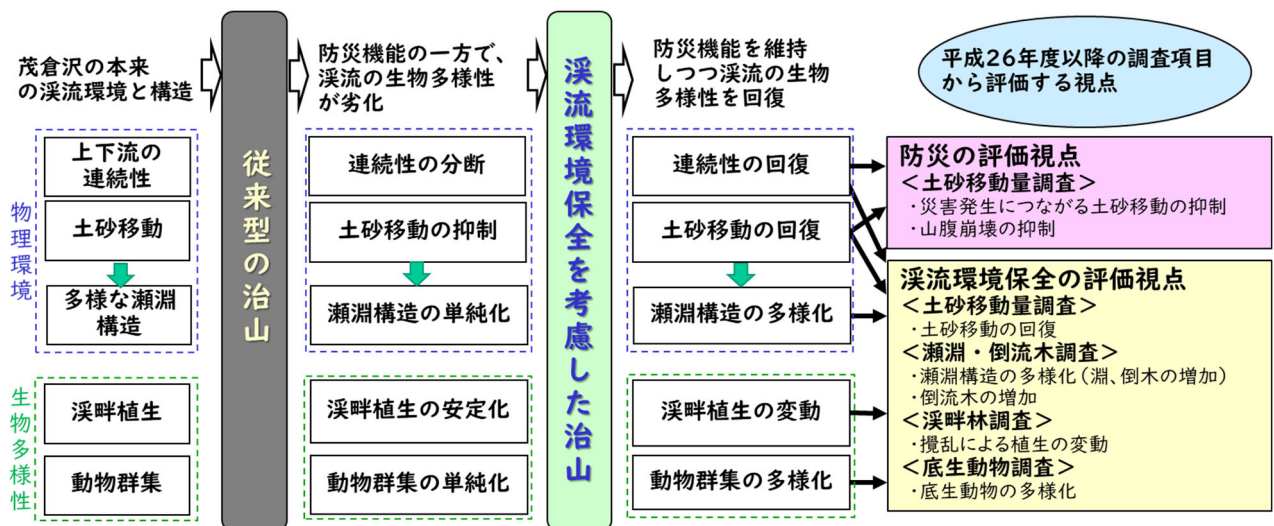 茂倉沢の本来
の渓流環境と構造
物理環境
上下流の
連続性
土砂移動
多様な瀬淵
構造
生物多様性
渓畔植生
動物群集
従来型の治山
防災機能の一方で、
渓流の生物多様性
が劣化
連続性の分断
土砂移動の抑制
瀬淵構造の単純化
渓畔植生の安定化
動物群集の単純化
渓流環境保全を考慮した治山
防災機能を維持
しつつ渓流の生物
多様性を回復
連続性の回復
土砂移動の回復
瀬淵構造の多様化
渓畔植生の変動
動物群集の多様化
平成26年度以降の調査項目
から評価する視点
防災の評価視点
<土砂移動量調査>
・災害発生につながる土砂移動の抑制
・山腹崩壊の抑制
渓流環境保全の評価視点
<土砂移動量調査>
・土砂移動の回復
<瀬淵・倒流木調査>
・瀬淵構造の多様化(淵、倒木の増加)
・倒流木の増加
<渓畔林調査>
・攪乱による植生の変動
<底生動物調査>
・底生動物の多様化